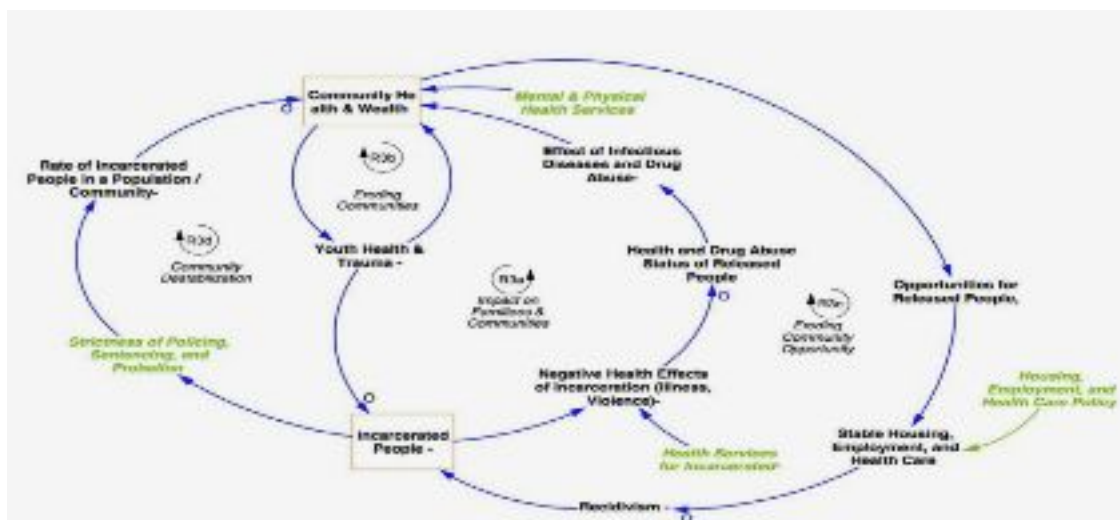 Community He
alth & Wealth
Mental & Physical
Health Services
Rate of Incarcerated
People in a Population /
Community-
R3b
Eroding
Communities
Effect of Infectious
Diseases and Drug
Abuse-
R3d
Community
Destabilization
Youth Health &
Trauma -
Health and Drug Abuse
Status of Released
People
R3a
Impact on
Families &
Communities
Opportunities for
Released People,
Eroding
Community
Opportunity
Strictness of Policing,
Sentencing, and
Probation
Negative Health Effects
of Incarceration (Illness,
Violence)-
Housing,
Employment, and
Health Care Policy
Incarcerated
People -
Health Services
for Incarcerated-
Stable Housing,
Employment, and
Health Care
Recidivism -
O
O
O
O